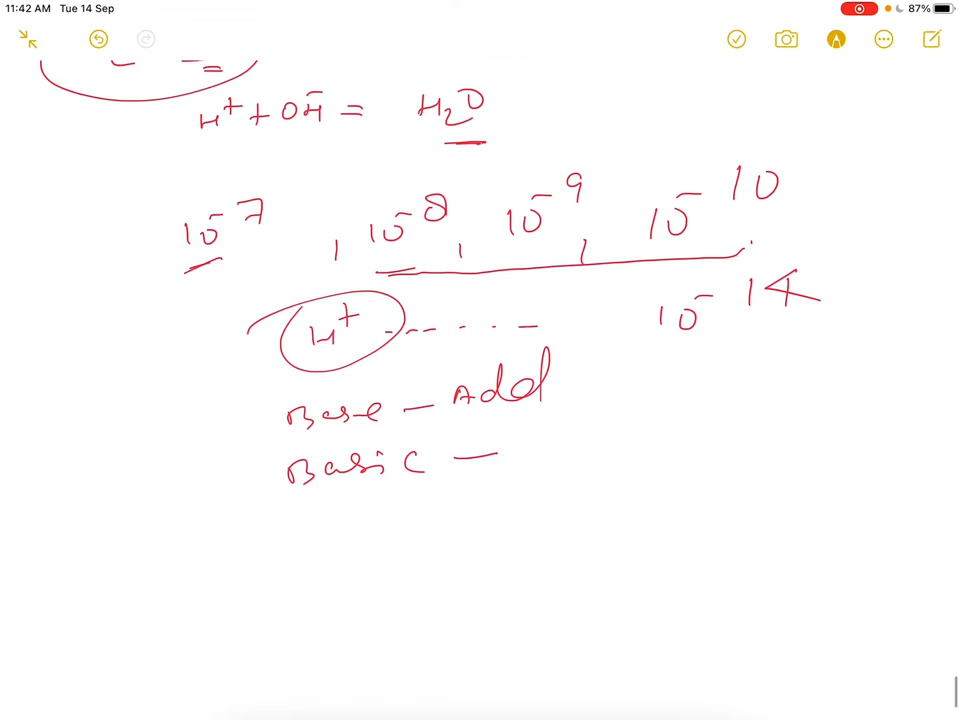 11:42 AM Tue 14 Sep 87%
H⁺ + OH⁻ = H₂O
10⁻⁷, 10⁻⁸, 10⁻⁹, 10⁻¹⁰
10⁻¹⁴
H⁺ ------
Base - Add
Basic -